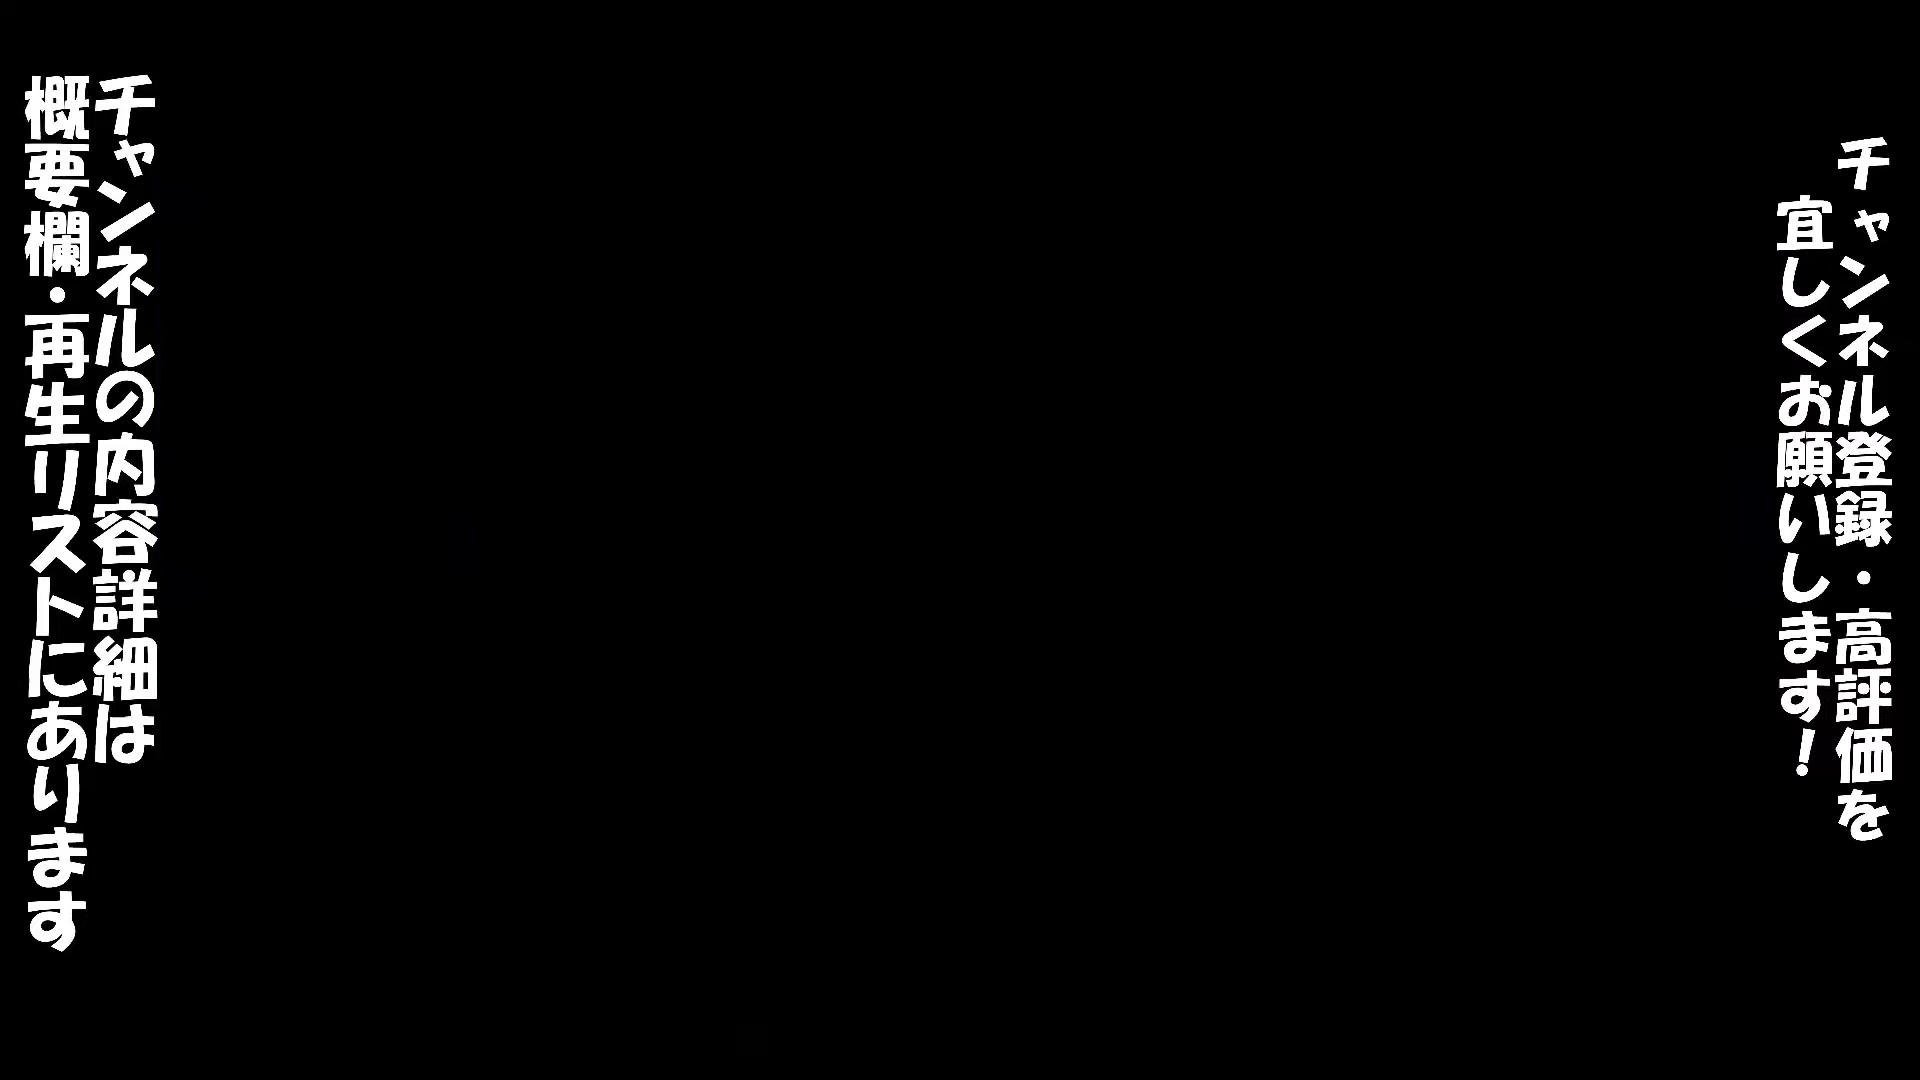 チャンネル登録・高評価を
宜しくお願いします!
チャンネルの内容詳細は
概要欄・再生リストにあります